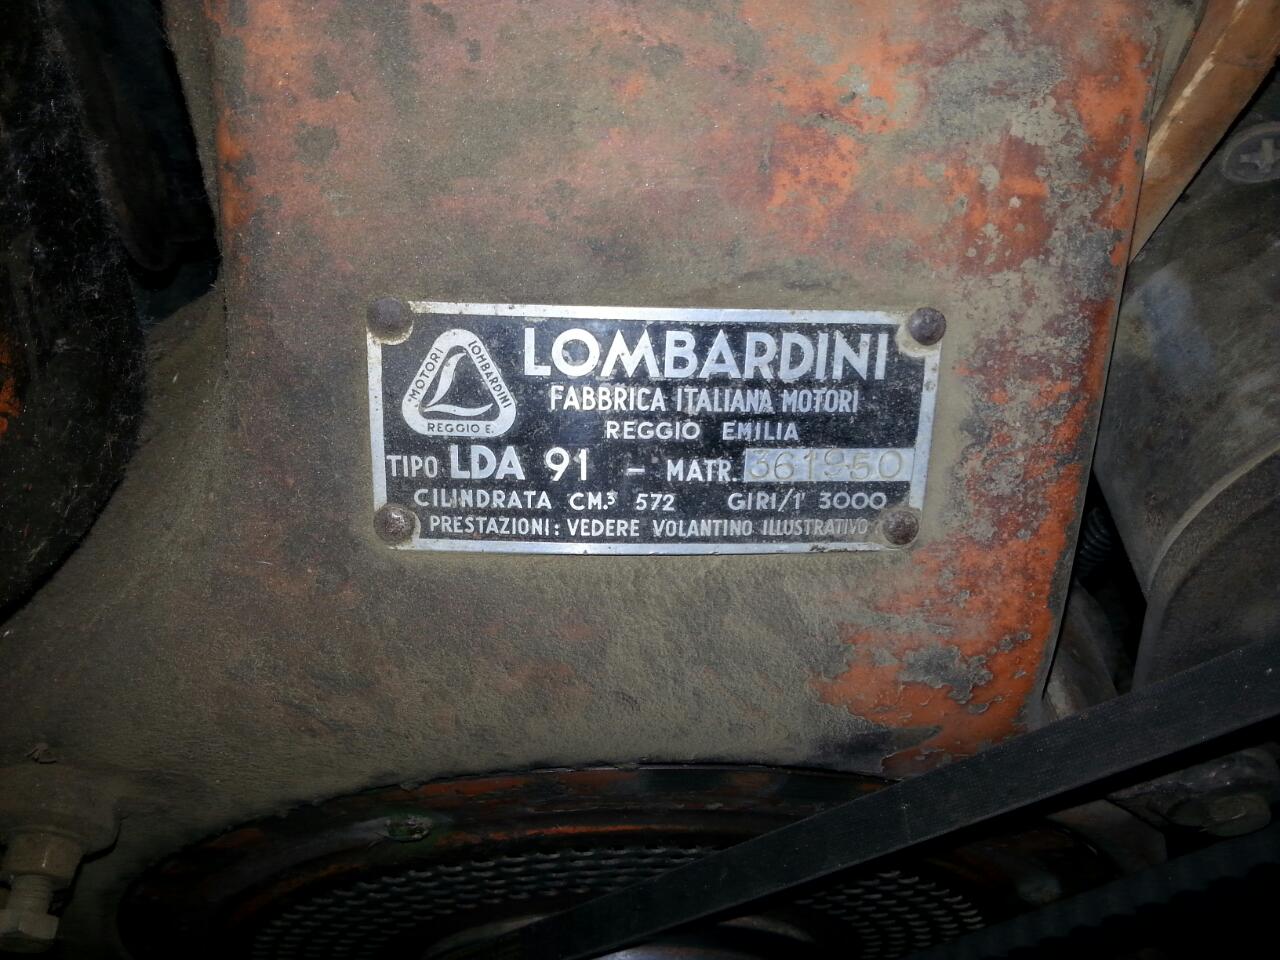 LOMBARDINI
MOTORI LOMBARDINI
REGGIO E.
FABBRICA ITALIANA MOTORI
REGGIO EMILIA
TIPO LDA 91 - MATR. 361950
CILINDRATA CM.³ 572 GIRI/1' 3000
PRESTAZIONI: VEDERE VOLANTINO ILLUSTRATIVO